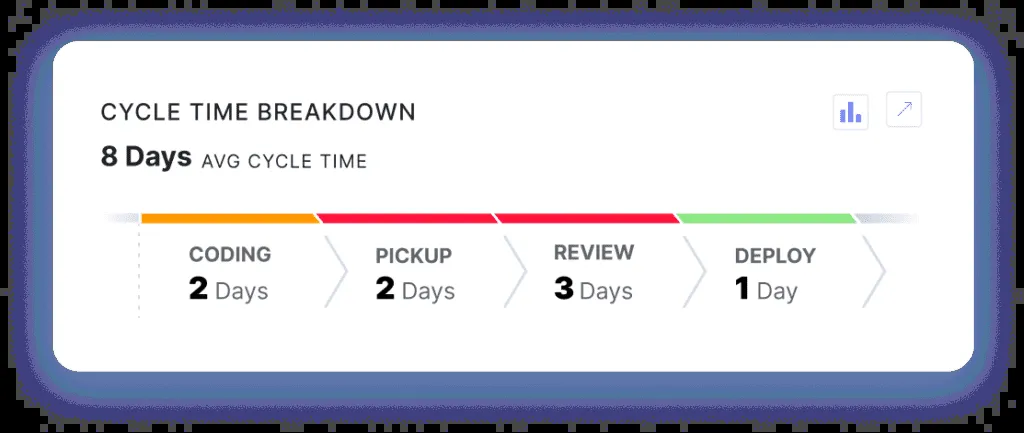 CYCLE TIME BREAKDOWN
8 Days AVG CYCLE TIME
CODING
2 Days
PICKUP
2 Days
REVIEW
3 Days
DEPLOY
1 Day